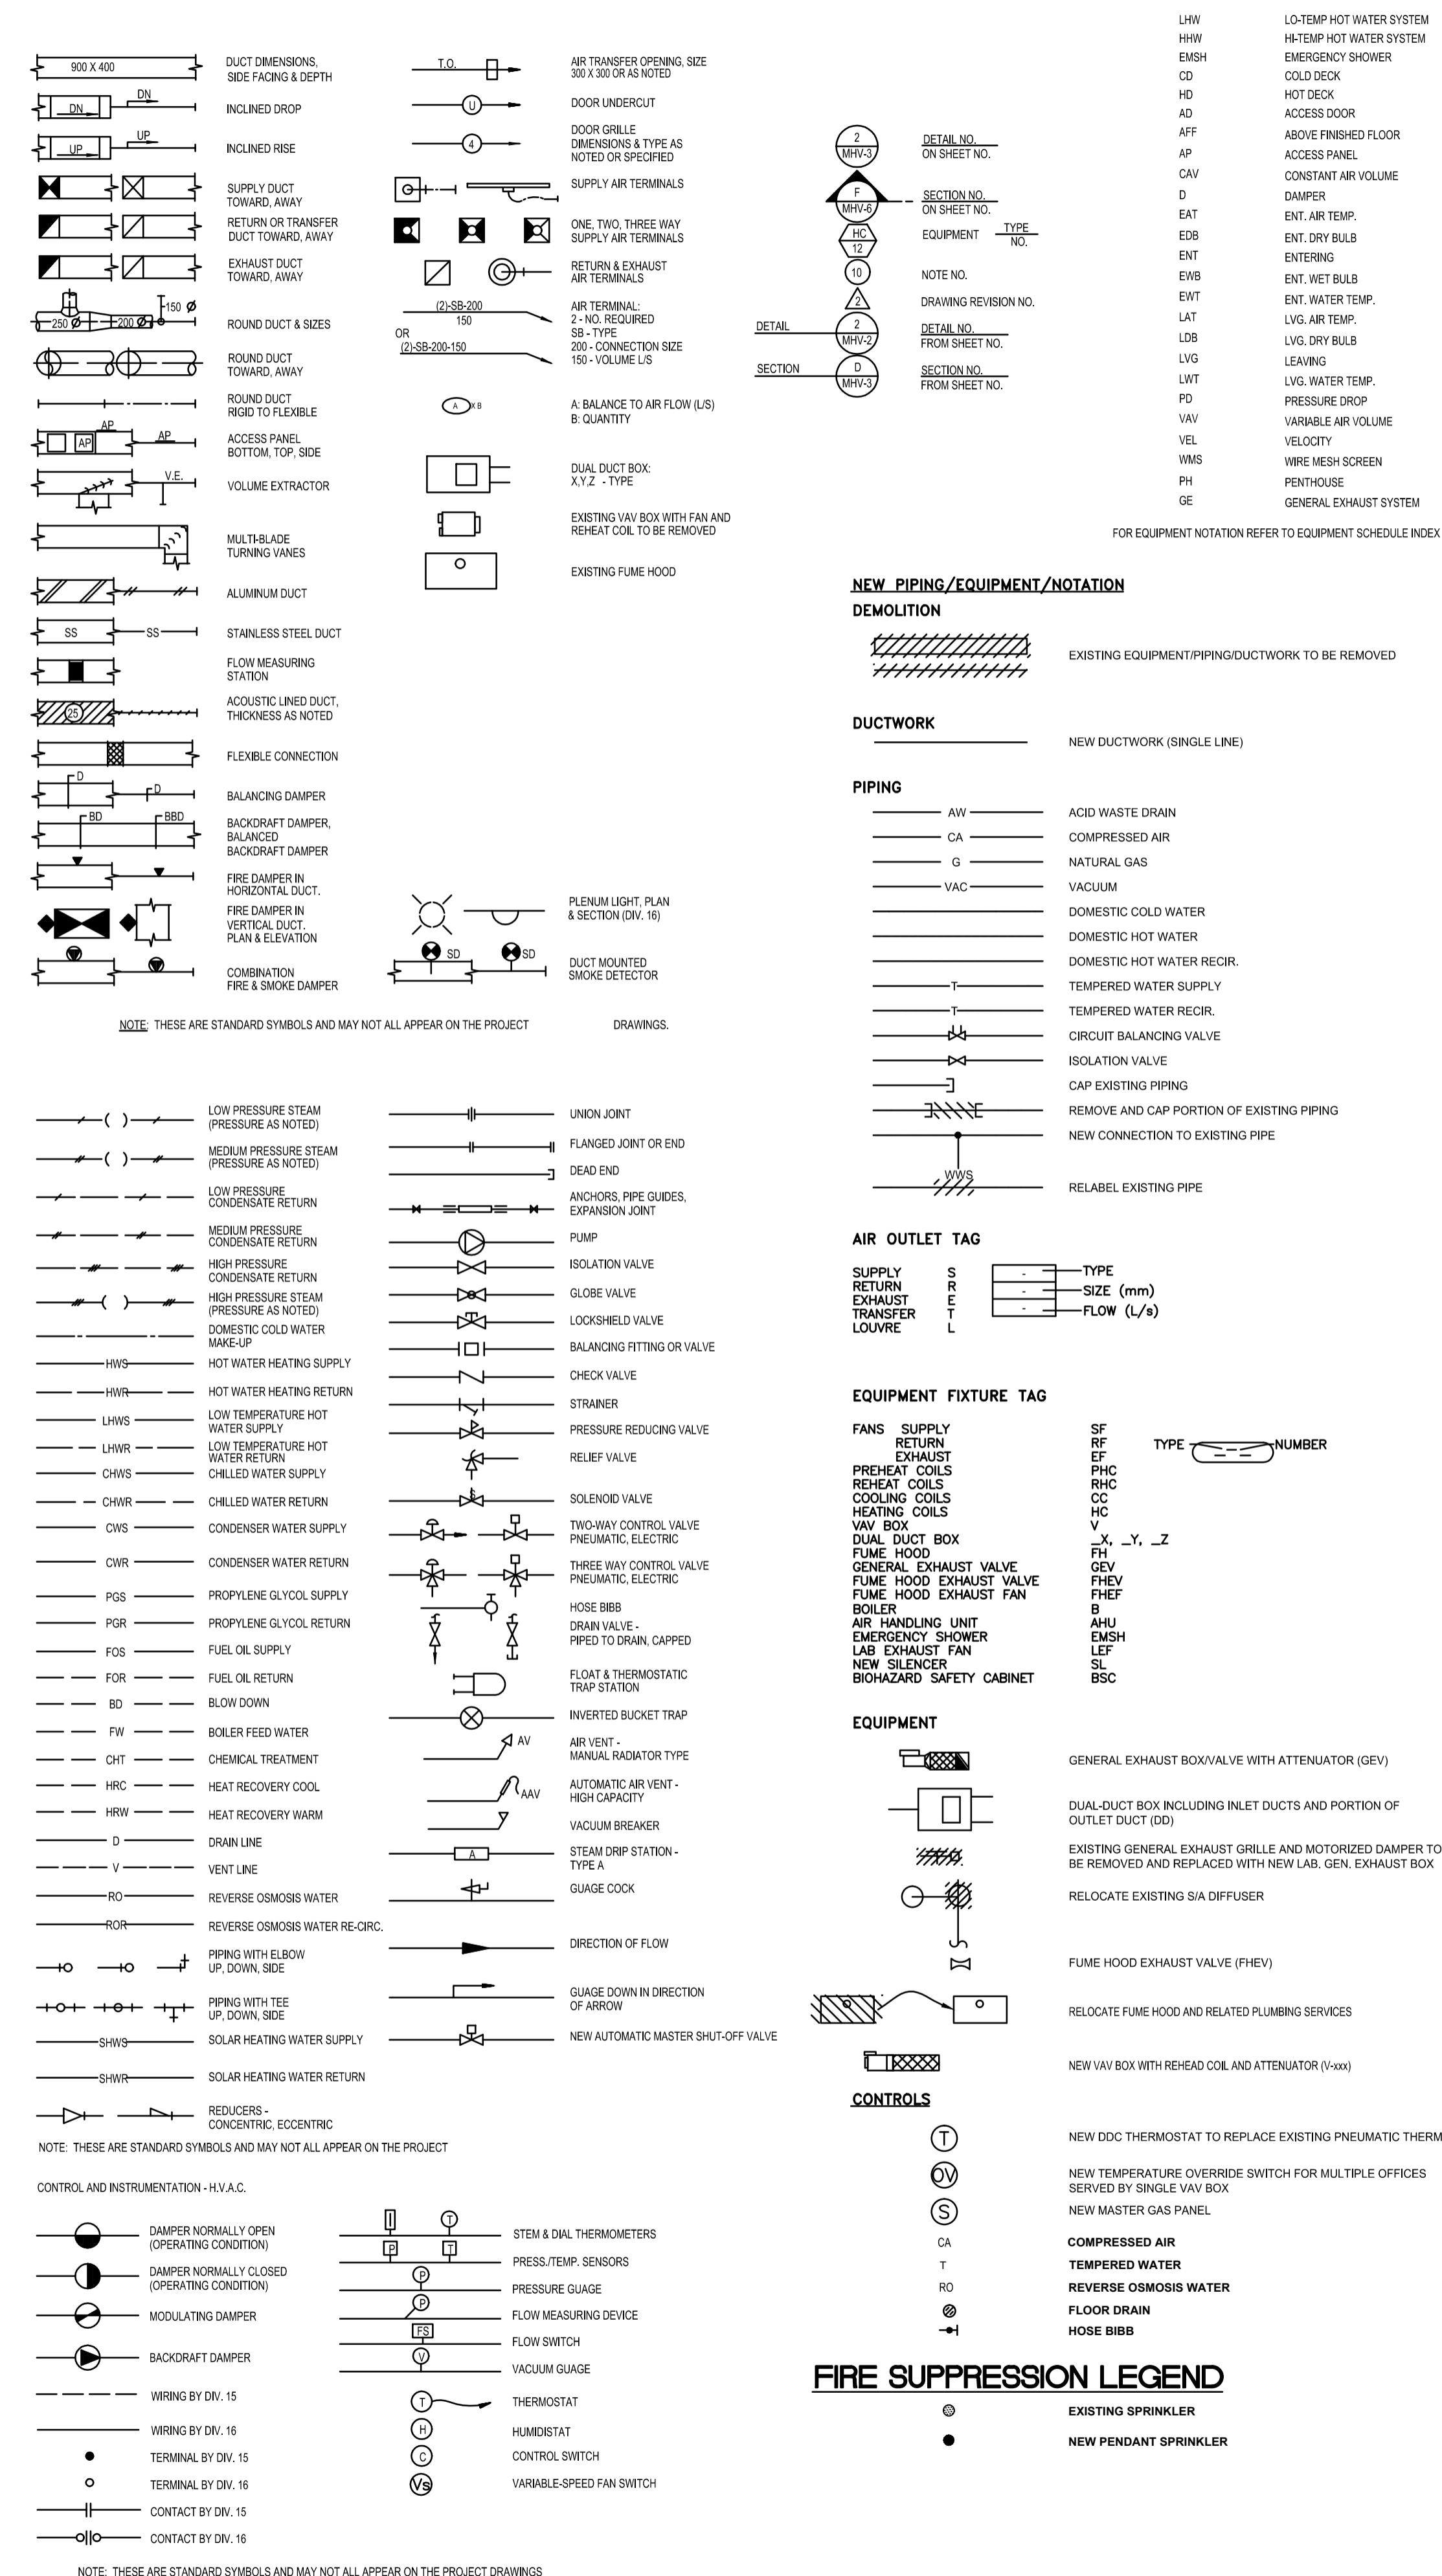 900 X 400
DUCT DIMENSIONS,
SIDE FACING & DEPTH
DN
DN
INCLINED DROP
UP
UP
INCLINED RISE
SUPPLY DUCT
TOWARD, AWAY
RETURN OR TRANSFER
DUCT TOWARD, AWAY
EXHAUST DUCT
TOWARD, AWAY
250 Ø
200 Ø
150 Ø
ROUND DUCT & SIZES
ROUND DUCT
TOWARD, AWAY
ROUND DUCT
RIGID TO FLEXIBLE
AP
AP
AP
ACCESS PANEL
BOTTOM, TOP, SIDE
V.E.
VOLUME EXTRACTOR
MULTI-BLADE
TURNING VANES
ALUMINUM DUCT
SS
SS
STAINLESS STEEL DUCT
FLOW MEASURING
STATION
25
ACOUSTIC LINED DUCT,
THICKNESS AS NOTED
FLEXIBLE CONNECTION
D
D
BALANCING DAMPER
BD
BBD
BACKDRAFT DAMPER,
BALANCED
BACKDRAFT DAMPER
FIRE DAMPER IN
HORIZONTAL DUCT.
FIRE DAMPER IN
VERTICAL DUCT.
PLAN & ELEVATION
COMBINATION
FIRE & SMOKE DAMPER
T.O.
AIR TRANSFER OPENING, SIZE
300 X 300 OR AS NOTED
U
DOOR UNDERCUT
4
DOOR GRILLE
DIMENSIONS & TYPE AS
NOTED OR SPECIFIED
SUPPLY AIR TERMINALS
ONE, TWO, THREE WAY
SUPPLY AIR TERMINALS
RETURN & EXHAUST
AIR TERMINALS
(2)-SB-200
150
OR
(2)-SB-200-150
AIR TERMINAL:
2 - NO. REQUIRED
SB - TYPE
200 - CONNECTION SIZE
150 - VOLUME L/S
A X B
A: BALANCE TO AIR FLOW (L/S)
B: QUANTITY
DUAL DUCT BOX:
X,Y,Z - TYPE
EXISTING VAV BOX WITH FAN AND
REHEAT COIL TO BE REMOVED
EXISTING FUME HOOD
PLENUM LIGHT, PLAN
& SECTION (DIV. 16)
SD
SD
DUCT MOUNTED
SMOKE DETECTOR
NOTE: THESE ARE STANDARD SYMBOLS AND MAY NOT ALL APPEAR ON THE PROJECT DRAWINGS.
2
MHV-3
DETAIL NO.
ON SHEET NO.
F
MHV-6
SECTION NO.
ON SHEET NO.
HC
12
EQUIPMENT TYPE
NO.
10
NOTE NO.
2
DRAWING REVISION NO.
DETAIL
2
MHV-2
DETAIL NO.
FROM SHEET NO.
SECTION
D
MHV-3
SECTION NO.
FROM SHEET NO.
LHW LO-TEMP HOT WATER SYSTEM
HHW HI-TEMP HOT WATER SYSTEM
EMSH EMERGENCY SHOWER
CD COLD DECK
HD HOT DECK
AD ACCESS DOOR
AFF ABOVE FINISHED FLOOR
AP ACCESS PANEL
CAV CONSTANT AIR VOLUME
D DAMPER
EAT ENT. AIR TEMP.
EDB ENT. DRY BULB
ENT ENTERING
EWB ENT. WET BULB
EWT ENT. WATER TEMP.
LAT LVG. AIR TEMP.
LDB LVG. DRY BULB
LVG LEAVING
LWT LVG. WATER TEMP.
PD PRESSURE DROP
VAV VARIABLE AIR VOLUME
VEL VELOCITY
WMS WIRE MESH SCREEN
PH PENTHOUSE
GE GENERAL EXHAUST SYSTEM
FOR EQUIPMENT NOTATION REFER TO EQUIPMENT SCHEDULE INDEX
NEW PIPING/EQUIPMENT/NOTATION
DEMOLITION
EXISTING EQUIPMENT/PIPING/DUCTWORK TO BE REMOVED
DUCTWORK
NEW DUCTWORK (SINGLE LINE)
PIPING
AW ACID WASTE DRAIN
CA COMPRESSED AIR
G NATURAL GAS
VAC VACUUM
DOMESTIC COLD WATER
DOMESTIC HOT WATER
DOMESTIC HOT WATER RECIR.
T TEMPERED WATER SUPPLY
T TEMPERED WATER RECIR.
CIRCUIT BALANCING VALVE
ISOLATION VALVE
CAP EXISTING PIPING
REMOVE AND CAP PORTION OF EXISTING PIPING
NEW CONNECTION TO EXISTING PIPE
WWS
RELABEL EXISTING PIPE
AIR OUTLET TAG
SUPPLY S
RETURN R
EXHAUST E
TRANSFER T
LOUVRE L
- TYPE
- SIZE (mm)
- FLOW (L/s)
EQUIPMENT FIXTURE TAG
FANS SUPPLY SF
RETURN RF
EXHAUST EF
PREHEAT COILS PHC
REHEAT COILS RHC
COOLING COILS CC
HEATING COILS HC
VAV BOX V
DUAL DUCT BOX _X, _Y, _Z
FUME HOOD FH
GENERAL EXHAUST VALVE GEV
FUME HOOD EXHAUST VALVE FHEV
FUME HOOD EXHAUST FAN FHEF
BOILER B
AIR HANDLING UNIT AHU
EMERGENCY SHOWER EMSH
LAB EXHAUST FAN LEF
NEW SILENCER SL
BIOHAZARD SAFETY CABINET BSC
TYPE NUMBER
EQUIPMENT
GENERAL EXHAUST BOX/VALVE WITH ATTENUATOR (GEV)
DUAL-DUCT BOX INCLUDING INLET DUCTS AND PORTION OF
OUTLET DUCT (DD)
EXISTING GENERAL EXHAUST GRILLE AND MOTORIZED DAMPER TO
BE REMOVED AND REPLACED WITH NEW LAB. GEN. EXHAUST BOX
RELOCATE EXISTING S/A DIFFUSER
FUME HOOD EXHAUST VALVE (FHEV)
RELOCATE FUME HOOD AND RELATED PLUMBING SERVICES
NEW VAV BOX WITH REHEAD COIL AND ATTENUATOR (V-xxx)
CONTROLS
T NEW DDC THERMOSTAT TO REPLACE EXISTING PNEUMATIC THERM
OV NEW TEMPERATURE OVERRIDE SWITCH FOR MULTIPLE OFFICES
SERVED BY SINGLE VAV BOX
S NEW MASTER GAS PANEL
CA COMPRESSED AIR
T TEMPERED WATER
RO REVERSE OSMOSIS WATER
FLOOR DRAIN
HOSE BIBB
FIRE SUPPRESSION LEGEND
EXISTING SPRINKLER
NEW PENDANT SPRINKLER
LOW PRESSURE STEAM
(PRESSURE AS NOTED)
MEDIUM PRESSURE STEAM
(PRESSURE AS NOTED)
LOW PRESSURE
CONDENSATE RETURN
MEDIUM PRESSURE
CONDENSATE RETURN
HIGH PRESSURE
CONDENSATE RETURN
HIGH PRESSURE STEAM
(PRESSURE AS NOTED)
DOMESTIC COLD WATER
MAKE-UP
HWS HOT WATER HEATING SUPPLY
HWR HOT WATER HEATING RETURN
LHWS LOW TEMPERATURE HOT
WATER SUPPLY
LHWR LOW TEMPERATURE HOT
WATER RETURN
CHWS CHILLED WATER SUPPLY
CHWR CHILLED WATER RETURN
CWS CONDENSER WATER SUPPLY
CWR CONDENSER WATER RETURN
PGS PROPYLENE GLYCOL SUPPLY
PGR PROPYLENE GLYCOL RETURN
FOS FUEL OIL SUPPLY
FOR FUEL OIL RETURN
BD BLOW DOWN
FW BOILER FEED WATER
CHT CHEMICAL TREATMENT
HRC HEAT RECOVERY COOL
HRW HEAT RECOVERY WARM
D DRAIN LINE
V VENT LINE
RO REVERSE OSMOSIS WATER
ROR REVERSE OSMOSIS WATER RE-CIRC.
PIPING WITH ELBOW
UP, DOWN, SIDE
PIPING WITH TEE
UP, DOWN, SIDE
SHWS SOLAR HEATING WATER SUPPLY
SHWR SOLAR HEATING WATER RETURN
REDUCERS -
CONCENTRIC, ECCENTRIC
UNION JOINT
FLANGED JOINT OR END
DEAD END
ANCHORS, PIPE GUIDES,
EXPANSION JOINT
PUMP
ISOLATION VALVE
GLOBE VALVE
LOCKSHIELD VALVE
BALANCING FITTING OR VALVE
CHECK VALVE
STRAINER
PRESSURE REDUCING VALVE
RELIEF VALVE
S
SOLENOID VALVE
TWO-WAY CONTROL VALVE
PNEUMATIC, ELECTRIC
THREE WAY CONTROL VALVE
PNEUMATIC, ELECTRIC
HOSE BIBB
DRAIN VALVE -
PIPED TO DRAIN, CAPPED
FLOAT & THERMOSTATIC
TRAP STATION
INVERTED BUCKET TRAP
AV AIR VENT -
MANUAL RADIATOR TYPE
AAV AUTOMATIC AIR VENT -
HIGH CAPACITY
VACUUM BREAKER
A STEAM DRIP STATION -
TYPE A
GUAGE COCK
DIRECTION OF FLOW
GUAGE DOWN IN DIRECTION
OF ARROW
NEW AUTOMATIC MASTER SHUT-OFF VALVE
NOTE: THESE ARE STANDARD SYMBOLS AND MAY NOT ALL APPEAR ON THE PROJECT
CONTROL AND INSTRUMENTATION - H.V.A.C.
DAMPER NORMALLY OPEN
(OPERATING CONDITION)
DAMPER NORMALLY CLOSED
(OPERATING CONDITION)
MODULATING DAMPER
BACKDRAFT DAMPER
WIRING BY DIV. 15
WIRING BY DIV. 16
TERMINAL BY DIV. 15
TERMINAL BY DIV. 16
CONTACT BY DIV. 15
CONTACT BY DIV. 16
T STEM & DIAL THERMOMETERS
P T PRESS./TEMP. SENSORS
P PRESSURE GUAGE
P FLOW MEASURING DEVICE
FS FLOW SWITCH
V VACUUM GUAGE
T THERMOSTAT
H HUMIDISTAT
C CONTROL SWITCH
Vs VARIABLE-SPEED FAN SWITCH
NOTE: THESE ARE STANDARD SYMBOLS AND MAY NOT ALL APPEAR ON THE PROJECT DRAWINGS